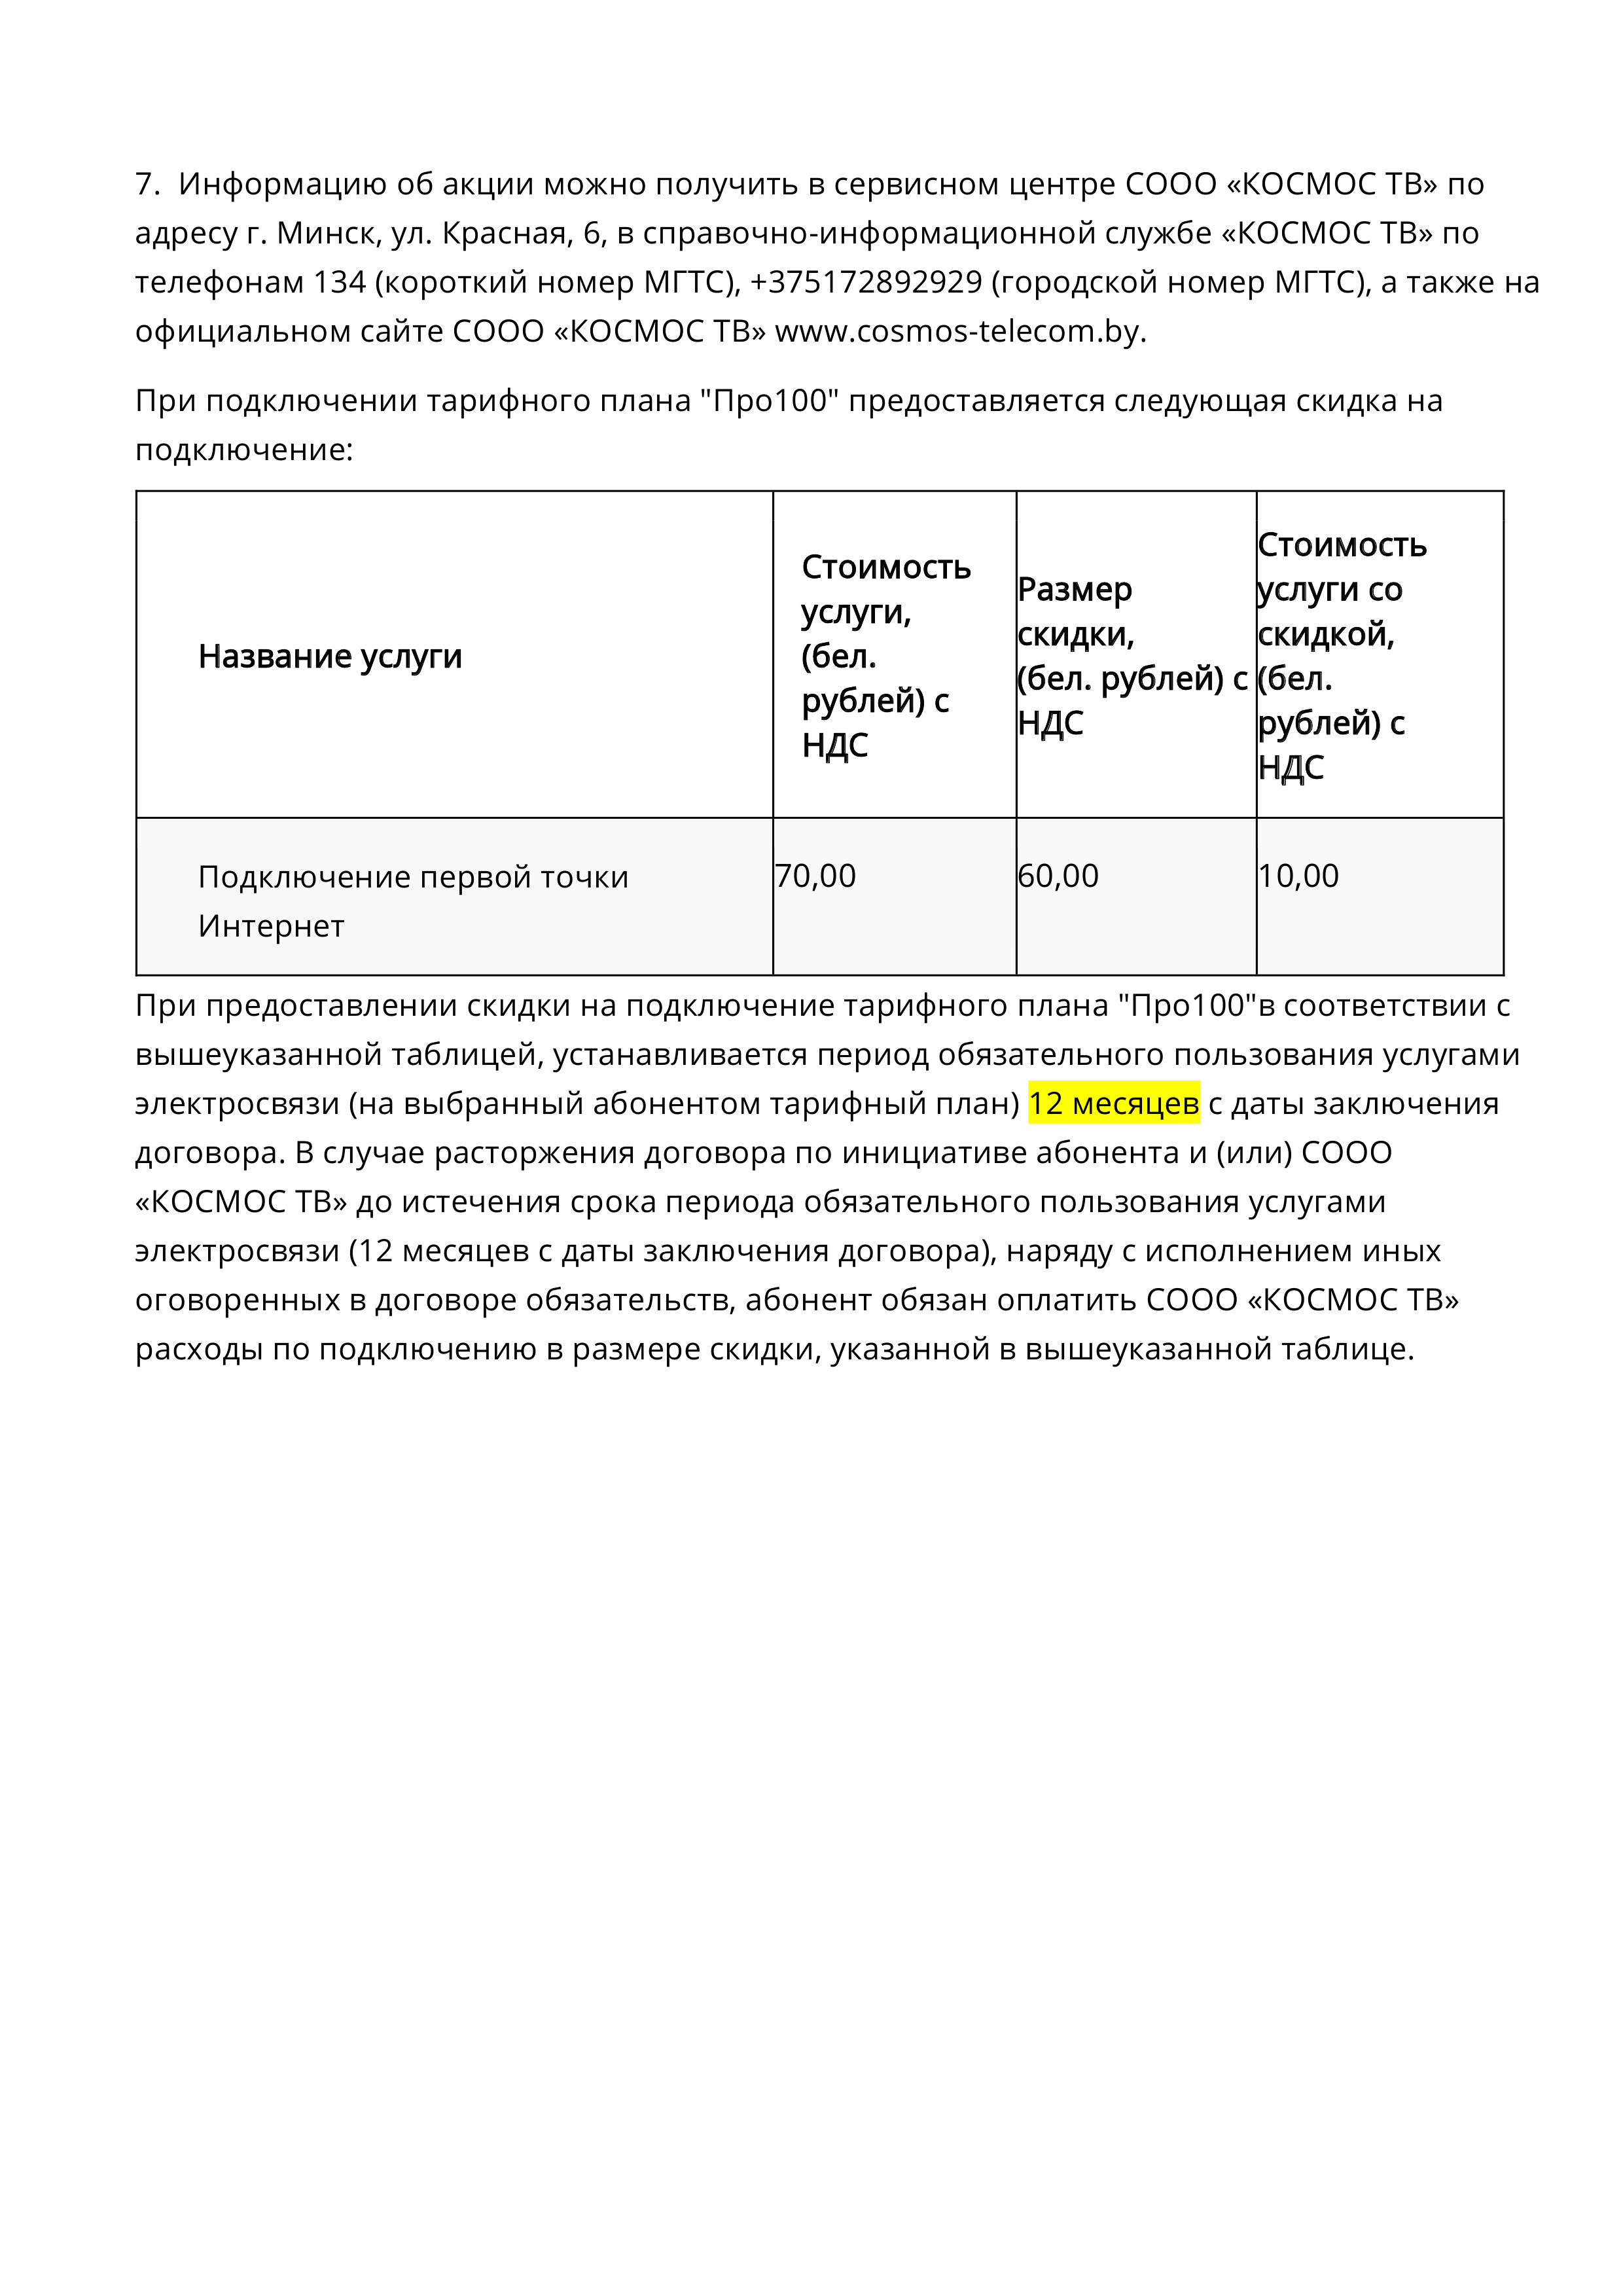 7.  Информацию об акции можно получить в сервисном центре СООО «КОСМОС ТВ» по
адресу г. Минск, ул. Красная, 6, в справочно-информационной службе «КОСМОС ТВ» по
телефонам 134 (короткий номер МГТС), +375172892929 (городской номер МГТС), а также на
официальном сайте СООО «КОСМОС ТВ» www.cosmos-telecom.by.
При подключении тарифного плана "Про100" предоставляется следующая скидка на
подключение:
Название услуги
Стоимость
услуги,
(бел.
рублей) с
НДС
Размер
скидки,
(бел. рублей) с
НДС
Стоимость
услуги со
скидкой,
(бел.
рублей) с
НДС
Подключение первой точки
Интернет
70,00
60,00
10,00
При предоставлении скидки на подключение тарифного плана "Про100"в соответствии с
вышеуказанной таблицей, устанавливается период обязательного пользования услугами
электросвязи (на выбранный абонентом тарифный план) 12 месяцев с даты заключения
договора. В случае расторжения договора по инициативе абонента и (или) СООО
«КОСМОС ТВ» до истечения срока периода обязательного пользования услугами
электросвязи (12 месяцев с даты заключения договора), наряду с исполнением иных
оговоренных в договоре обязательств, абонент обязан оплатить СООО «КОСМОС ТВ»
расходы по подключению в размере скидки, указанной в вышеуказанной таблице.